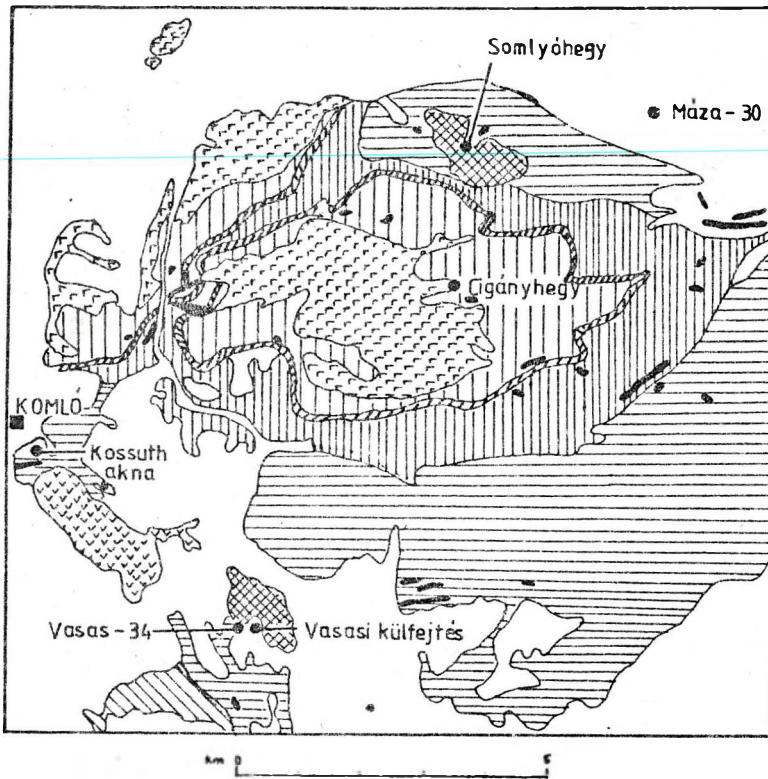 Somlyóhegy
Máza-30
Cigányhegy
KOMLÓ
Kossuth
akna
Vasas-34
Vasasi külfejtés
km 0 5